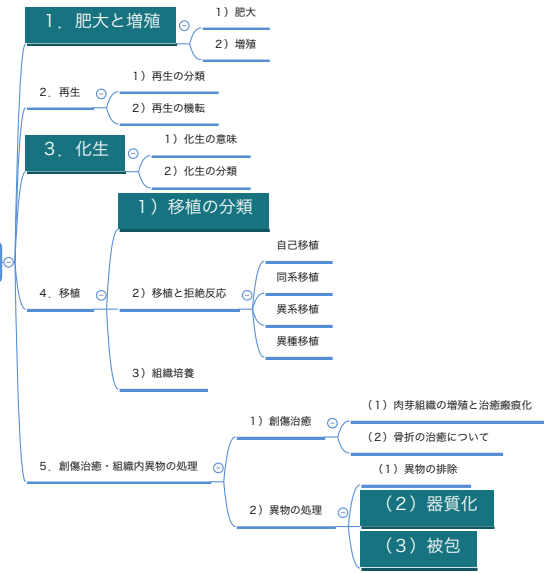 1．肥大と増殖
1）肥大
2）増殖
2．再生
1）再生の分類
2）再生の機転
3．化生
1）化生の意味
2）化生の分類
4．移植
1）移植の分類
2）移植と拒絶反応
自己移植
同系移植
異系移植
異種移植
3）組織培養
5．創傷治癒・組織内異物の処理
1）創傷治癒
（1）肉芽組織の増殖と治癒瘢痕化
（2）骨折の治癒について
2）異物の処理
（1）異物の排除
（2）器質化
（3）被包